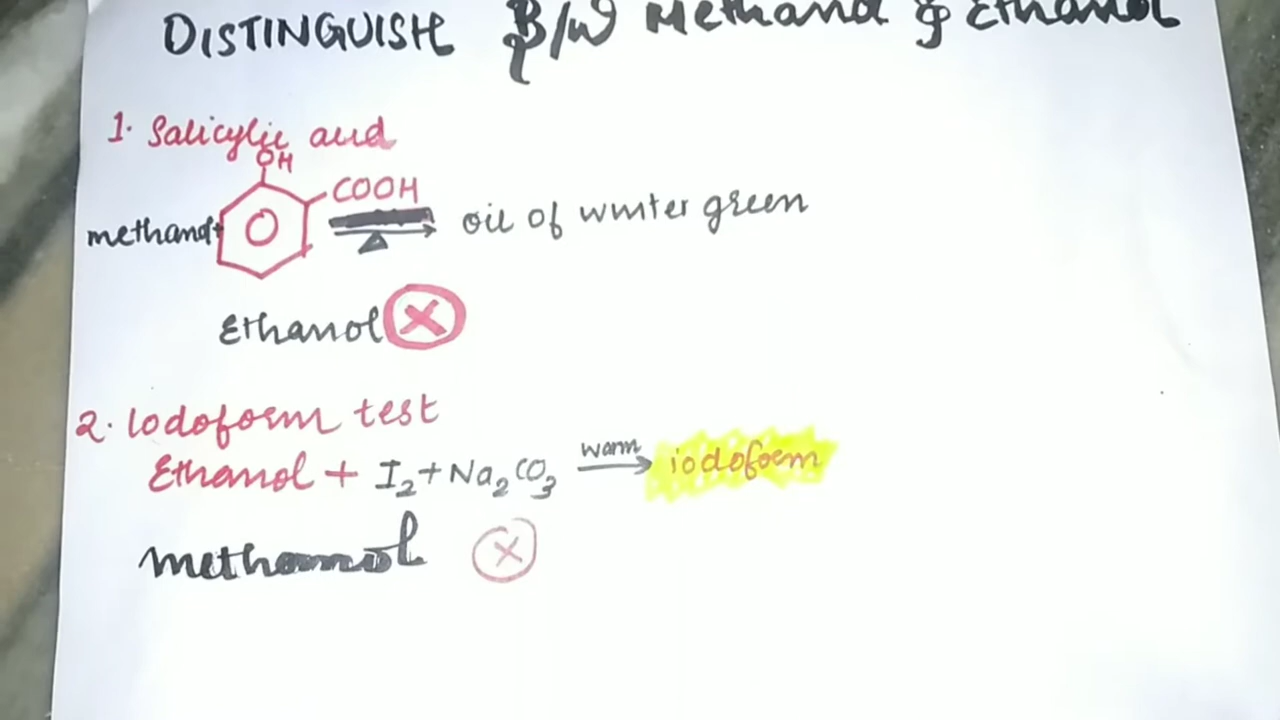 DISTINGUISH B/W Methanol & Ethanol
1. Salicylic acid
OH
COOH
methanol+ oil of winter green
Ethanol X
2. Iodoform test
Ethanol + I2 + Na2CO3 warm iodoform
methanol X